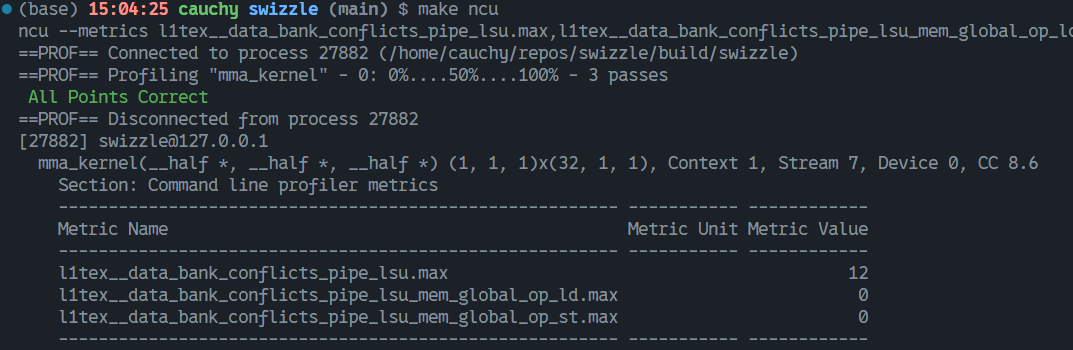 (base) 15:04:25 cauchy swizzle (main) $ make ncu
ncu --metrics l1tex__data_bank_conflicts_pipe_lsu.max,l1tex__data_bank_conflicts_pipe_lsu_mem_global_op_ld
==PROF== Connected to process 27882 (/home/cauchy/repos/swizzle/build/swizzle)
==PROF== Profiling "mma_kernel" - 0: 0%....50%....100% - 3 passes
All Points Correct
==PROF== Disconnected from process 27882
[27882] swizzle@127.0.0.1
mma_kernel(__half *, __half *, __half *) (1, 1, 1)x(32, 1, 1), Context 1, Stream 7, Device 0, CC 8.6
Section: Command line profiler metrics
------------------------------------------------------- ----------- ------------
Metric Name Metric Unit Metric Value
------------------------------------------------------- ----------- ------------
l1tex__data_bank_conflicts_pipe_lsu.max 12
l1tex__data_bank_conflicts_pipe_lsu_mem_global_op_ld.max 0
l1tex__data_bank_conflicts_pipe_lsu_mem_global_op_st.max 0
------------------------------------------------------- ----------- ------------